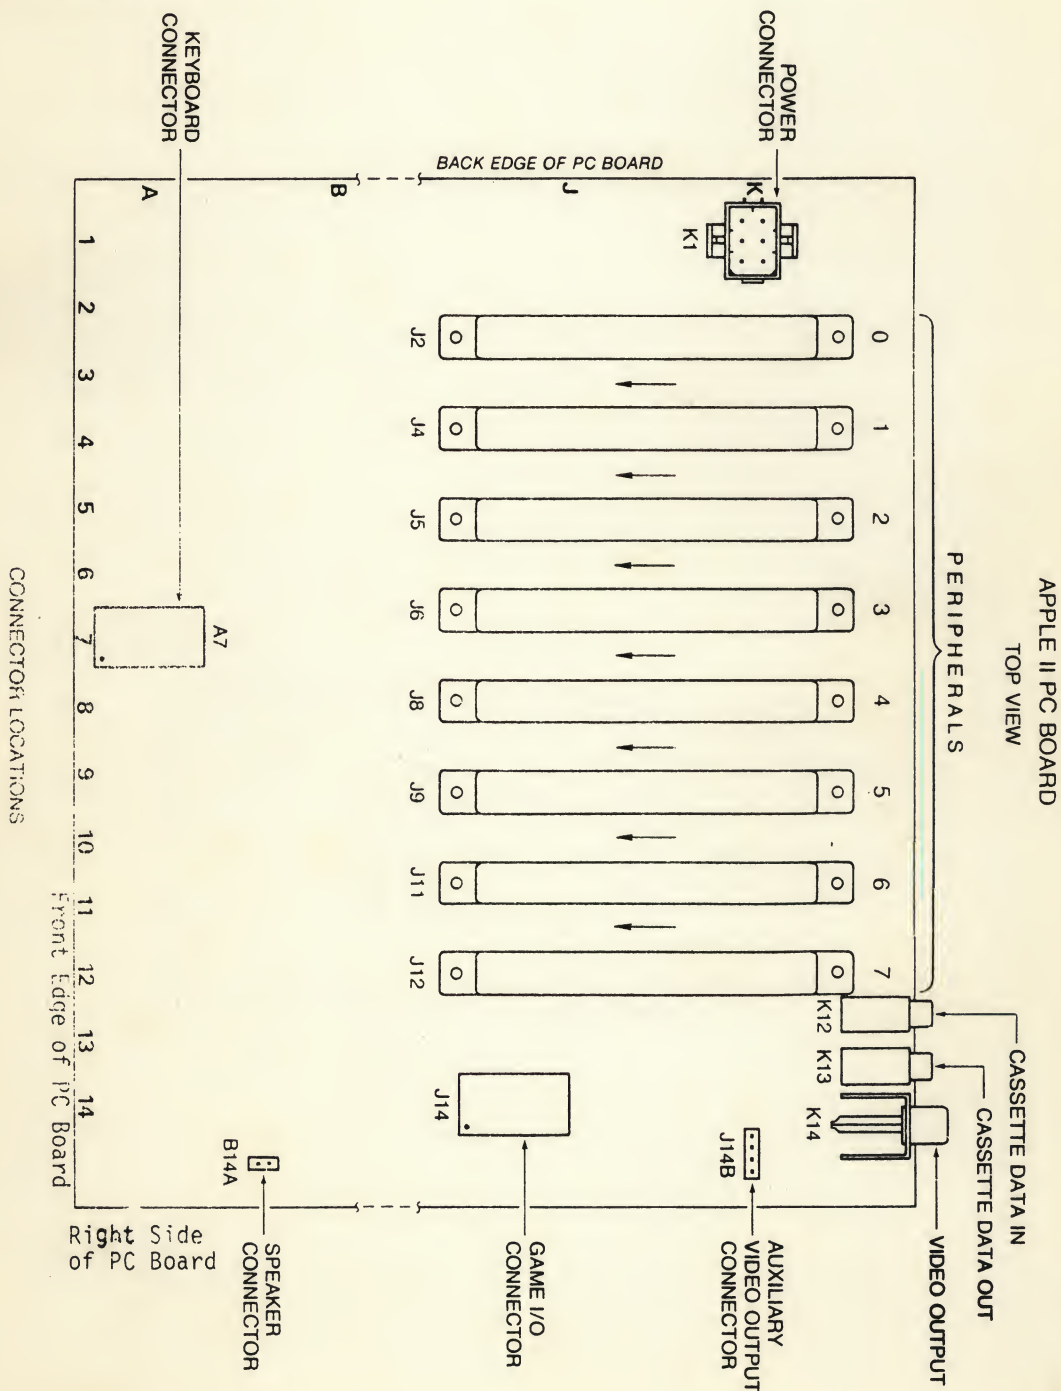 APPLE II PC BOARD
TOP VIEW
PERIPHERALS
0
1
2
3
4
5
6
7
POWER
CONNECTOR
K
K1
BACK EDGE OF PC BOARD
J
B
A
KEYBOARD
CONNECTOR
J2
J4
J5
J6
J8
J9
J11
J12
K12
K13
K14
CASSETTE DATA IN
CASSETTE DATA OUT
VIDEO OUTPUT
J14B
AUXILIARY
VIDEO OUTPUT
CONNECTOR
J14
GAME I/O
CONNECTOR
B14A
SPEAKER
CONNECTOR
A7
1
2
3
4
5
6
7
8
9
10
11
12
13
14
Front Edge of PC Board
Right Side
of PC Board
CONNECTOR LOCATIONS